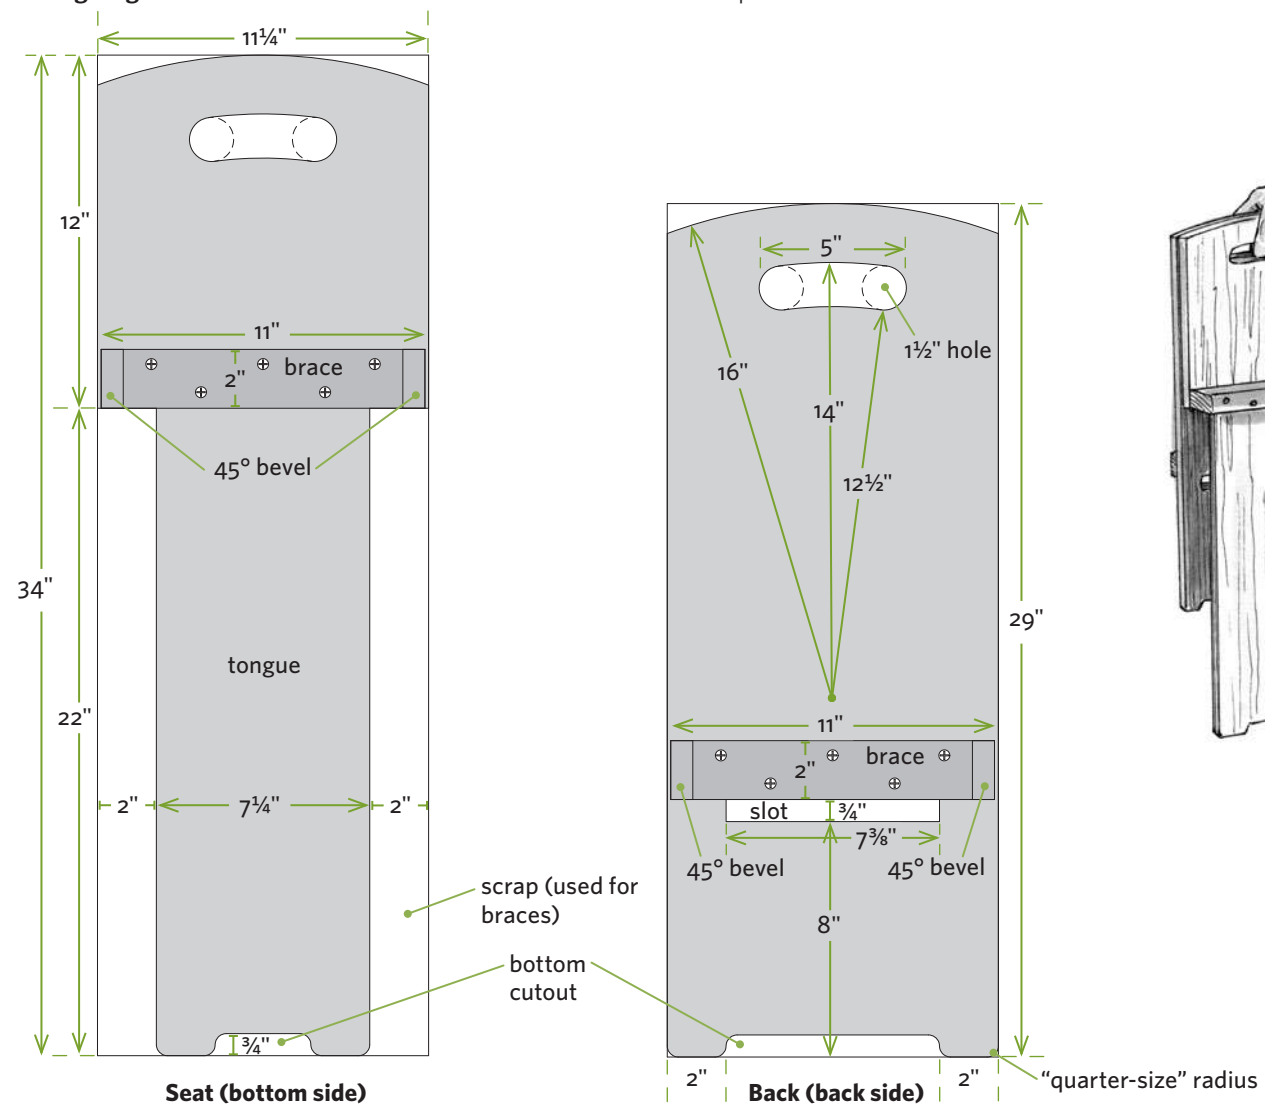 11¼"
12"
11"
2"
brace
45° bevel
34"
tongue
22"
2"
7¼"
2"
scrap (used for
braces)
bottom
cutout
¾"
Seat (bottom side)
5"
1½" hole
16"
14"
12½"
29"
11"
2"
brace
slot
¾"
7⅜"
45° bevel
45° bevel
8"
2"
2"
"quarter-size" radius
Back (back side)